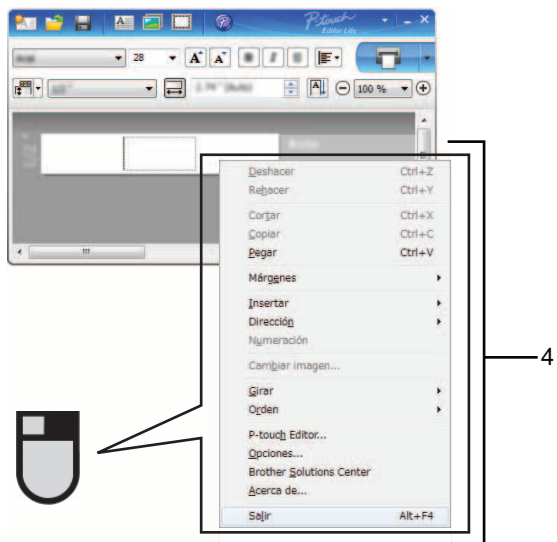 P-touch
Editor Lite
28
100 %
Deshacer Ctrl+Z
Rehacer Ctrl+Y
Cortar Ctrl+X
Copiar Ctrl+C
Pegar Ctrl+V
Márgenes
Insertar
Dirección
Numeración
Cambiar imagen...
Girar
Orden
P-touch Editor...
Opciones...
Brother Solutions Center
Acerca de...
Salir Alt+F4
4